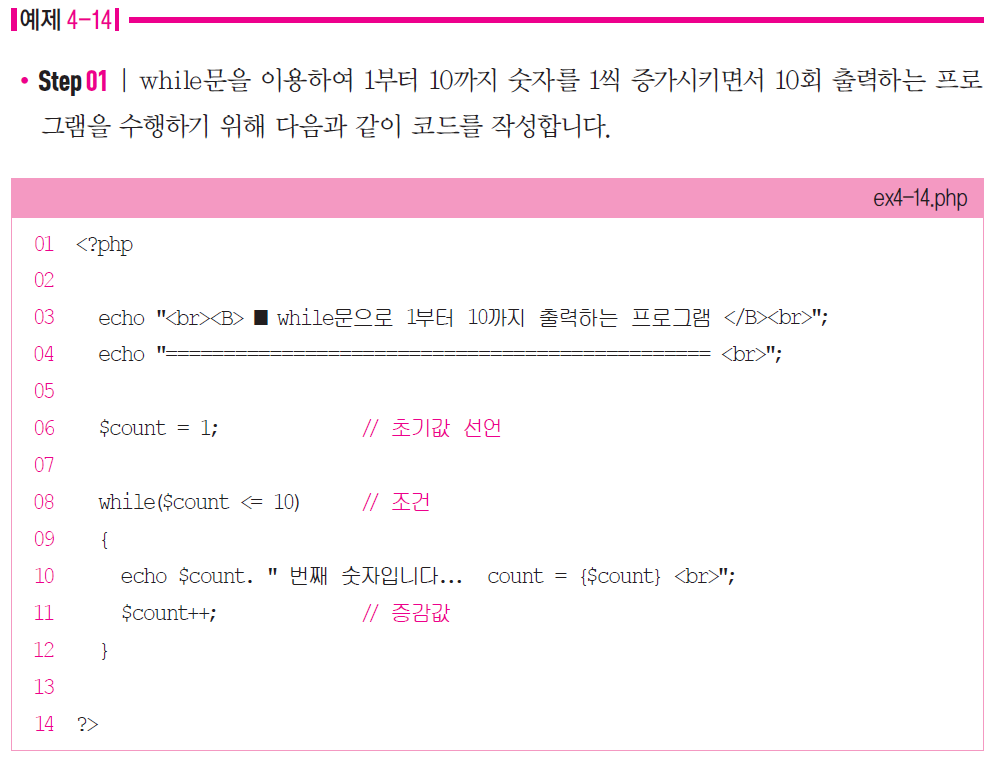 예제 4-14
• Step 01 | while문을 이용하여 1부터 10까지 숫자를 1씩 증가시키면서 10회 출력하는 프로
그램을 수행하기 위해 다음과 같이 코드를 작성합니다.
ex4-14.php
01 <?php
02
03 echo "<br><B> ■ while문으로 1부터 10까지 출력하는 프로그램 </B><br>";
04 echo "=============================================== <br>";
05
06 $count = 1; // 초기값 선언
07
08 while($count <= 10) // 조건
09 {
10 echo $count. " 번째 숫자입니다... count = {$count} <br>";
11 $count++; // 증감값
12 }
13
14 ?>